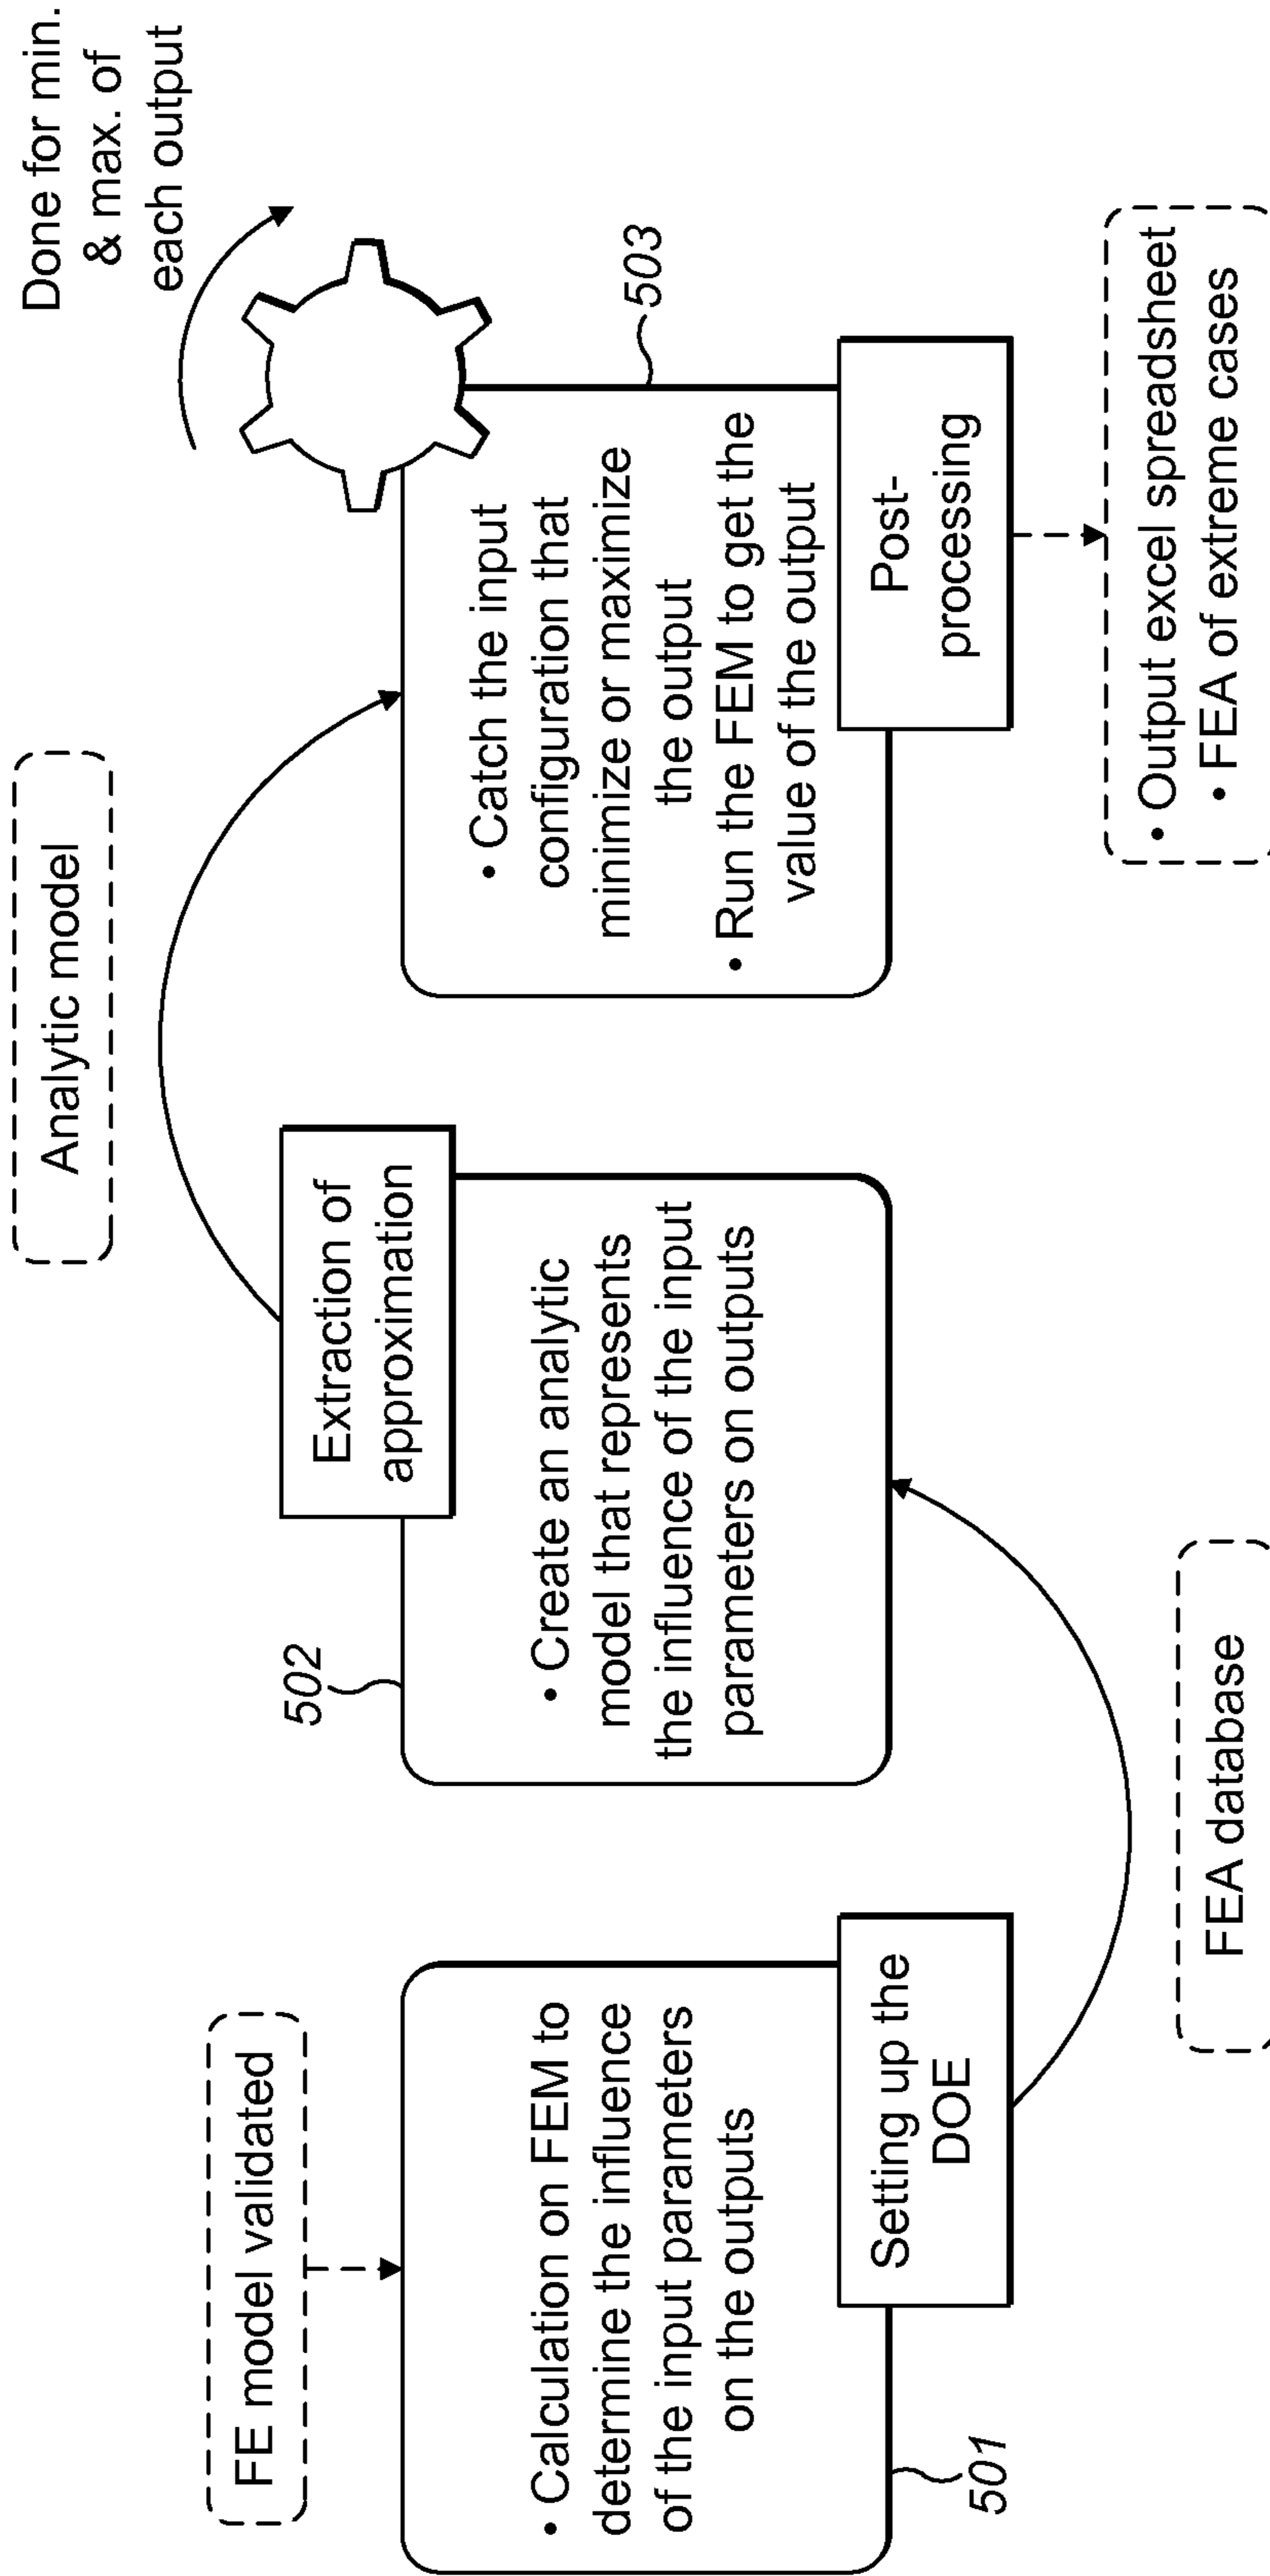 FE model validated
• Calculation on FEM to
determine the influence
of the input parameters
on the outputs
Setting up the
DOE
501
FEA database
502
Extraction of
approximation
• Create an analytic
model that represents
the influence of the input
parameters on outputs
Analytic model
Done for min.
& max. of
each output
503
• Catch the input
configuration that
minimize or maximize
the output
• Run the FEM to get the
value of the output
Post-
processing
• Output excel spreadsheet
• FEA of extreme cases